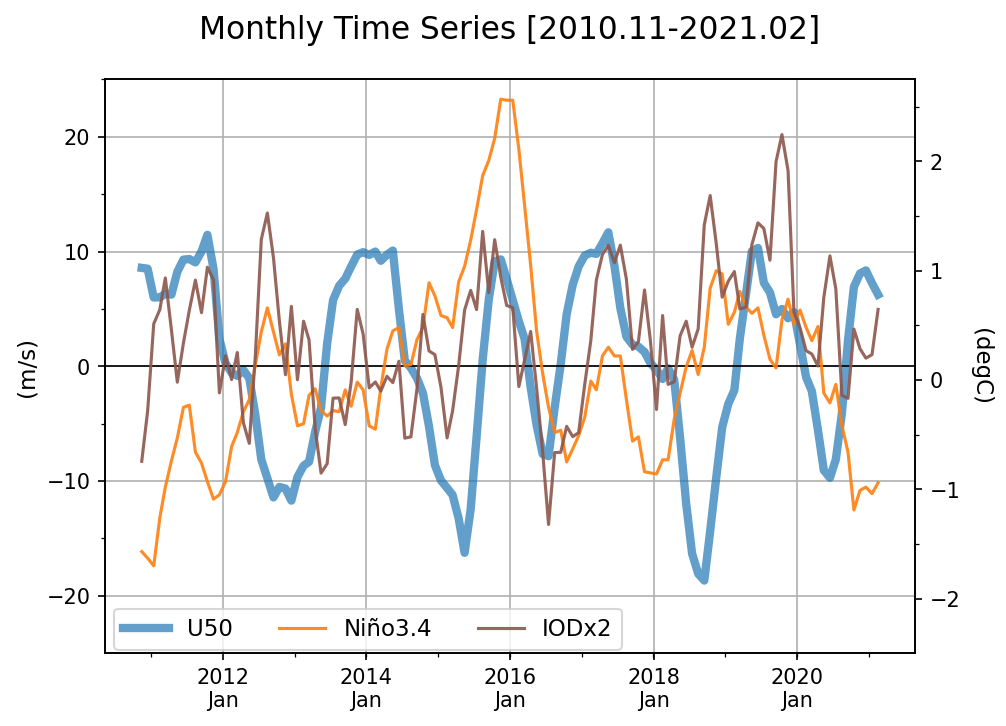 Monthly Time Series [2010.11-2021.02]
20
10
0
−10
−20
(m/s)
2
1
0
−1
−2
(degC)
U50 Niño3.4 IODx2
2012 2014 2016 2018 2020
Jan Jan Jan Jan Jan